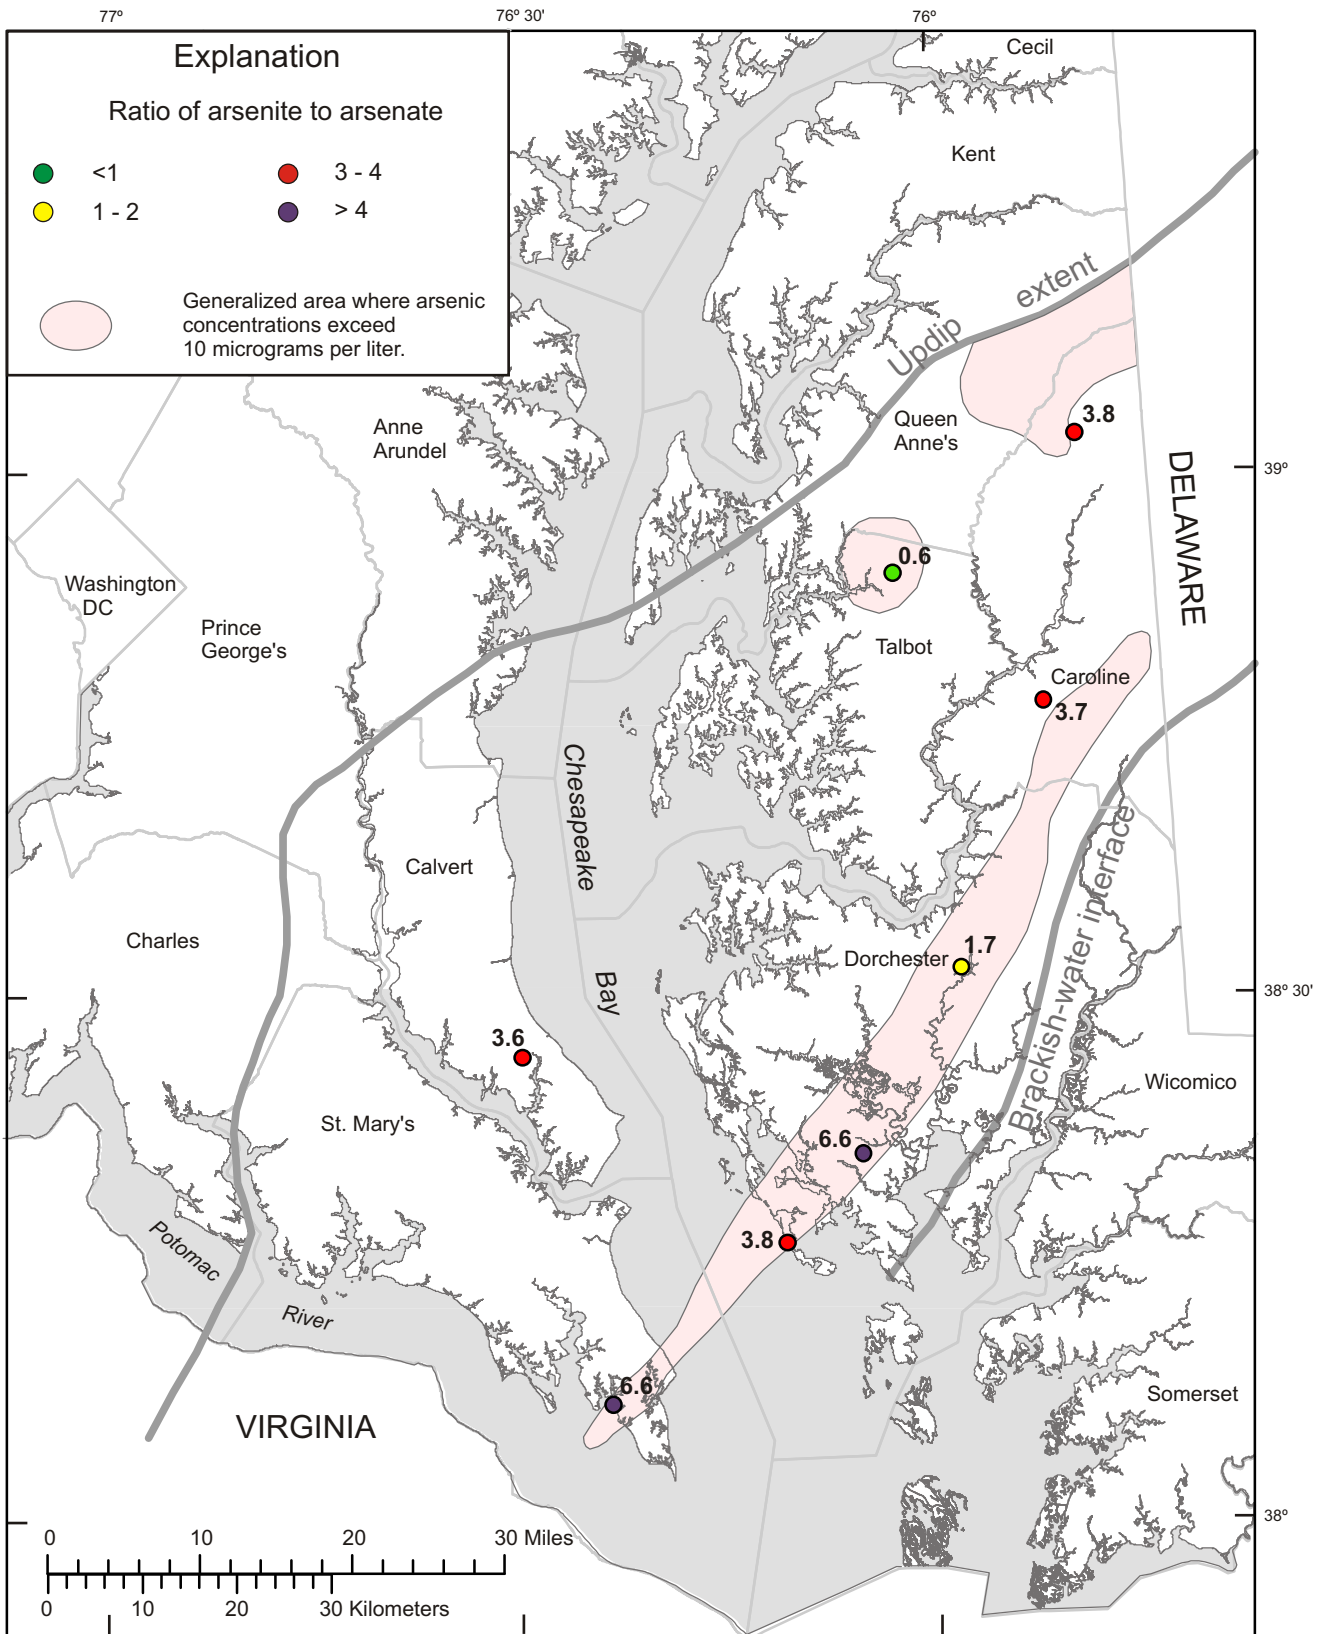 77º
76º 30'
76º
Explanation
Ratio of arsenite to arsenate
<1
3 - 4
1 - 2
> 4
Generalized area where arsenic
concentrations exceed
10 micrograms per liter.
Cecil
Kent
Updip extent
Anne
Arundel
Queen
Anne's
3.8
39º
DELAWARE
0.6
Washington
DC
Prince
George's
Talbot
Caroline
3.7
Chesapeake
Bay
Calvert
Charles
Dorchester
1.7
Brackish-water interface
38º 30'
3.6
St. Mary's
Wicomico
6.6
3.8
Potomac
River
6.6
Somerset
VIRGINIA
38º
0 10 20 30 Miles
0 10 20 30 Kilometers